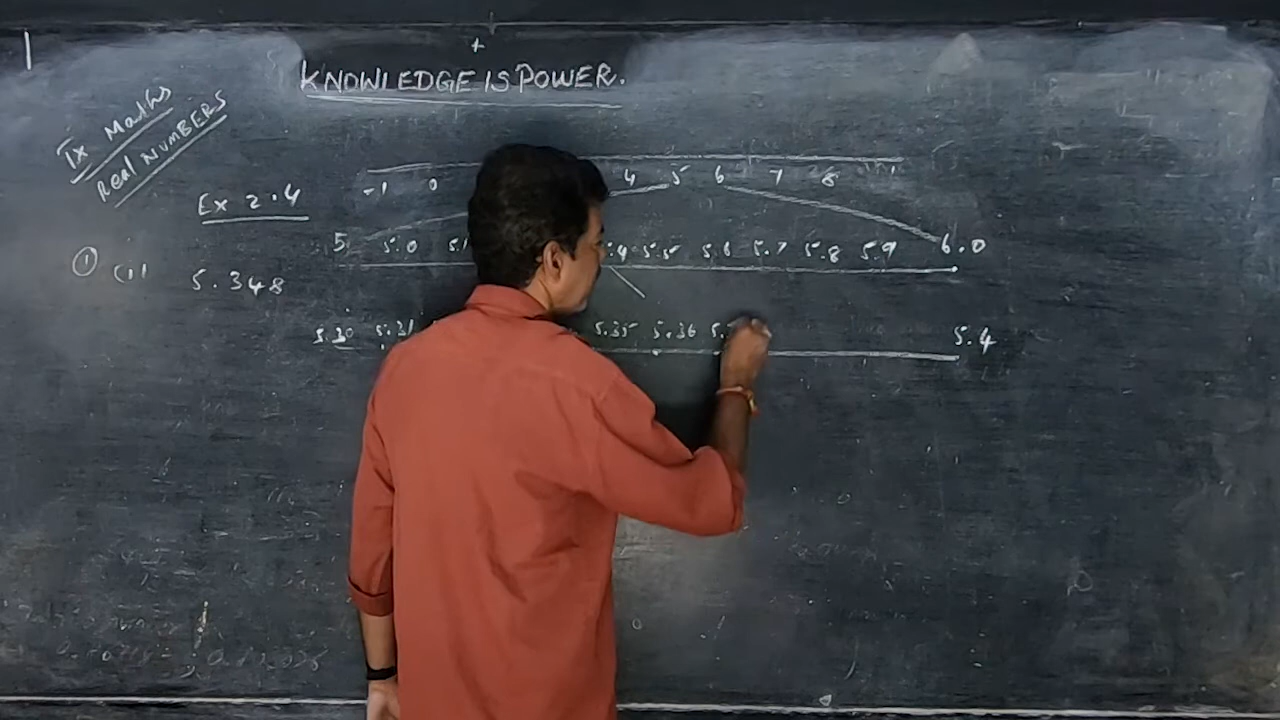 KNOWLEDGE IS POWER.
IX Maths
Real NUMBERS
Ex 2.4
-1 0 4 5 6 7 8
5. 5.0 5.1 5.5 5.6 5.7 5.8 5.9 6.0
① (i) 5.348
5.30 5.31 5.35 5.36 5.4